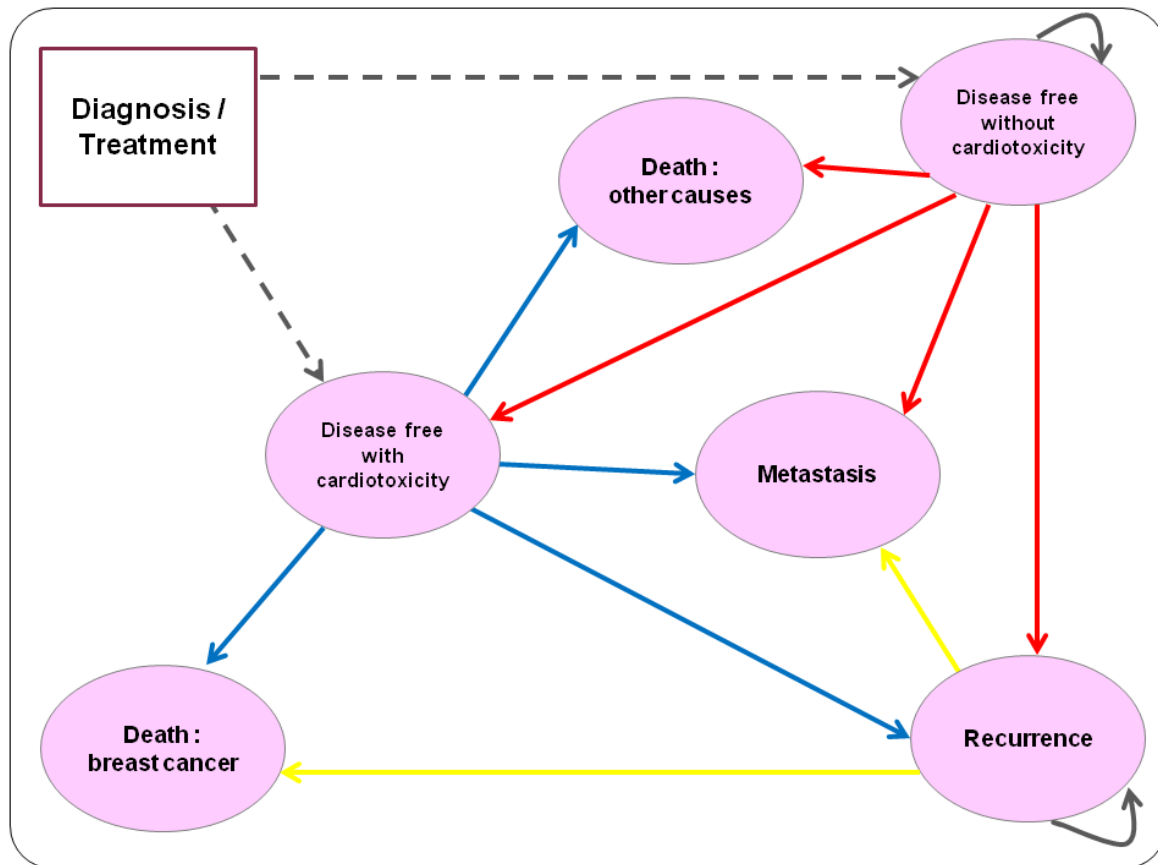 Diagnosis /
Treatment
Disease free
without
cardiotoxicity
Death :
other causes
Disease free
with
cardiotoxicity
Metastasis
Death :
breast cancer
Recurrence